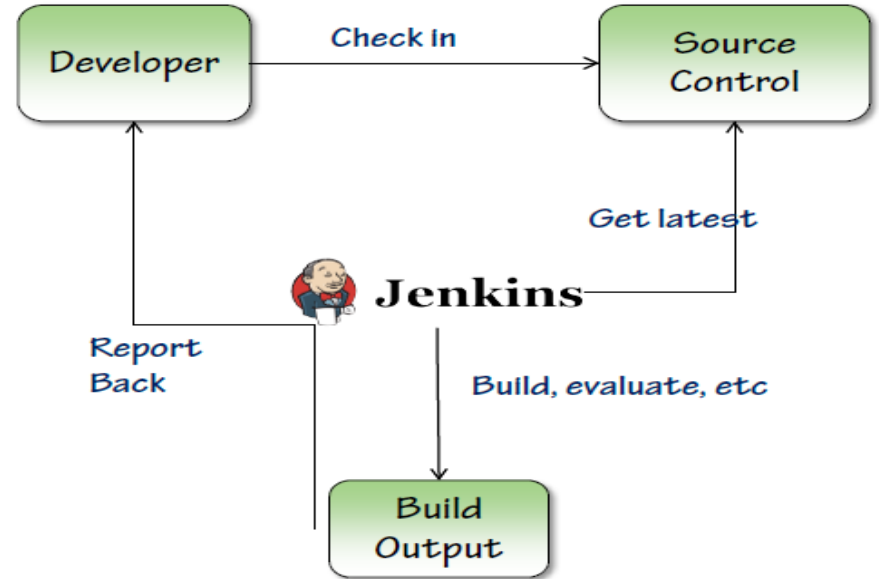 Developer
Check in
Source
Control
Get latest
Jenkins
Report
Back
Build, evaluate, etc
Build
Output